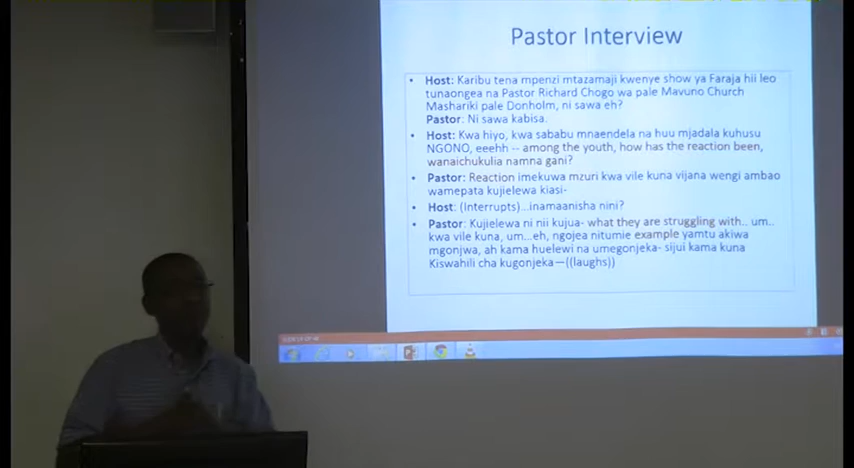 Pastor Interview
• Host: Karibu tena mpenzi mtazamaji kwenye show ya Faraja hii leo
tunaongea na Pastor Richard Chogo wa pale Mavuno Church
Mashariki pale Donholm, ni sawa eh?
Pastor: Ni sawa kabisa.
• Host: Kwa hiyo, kwa sababu mnaendela na huu mjadala kuhusu
NGONO, eeehh -- among the youth, how has the reaction been,
wanaichukulia namna gani?
• Pastor: Reaction imekuwa mzuri kwa vile kuna vijana wengi ambao
wamepata kujielewa kiasi-
• Host: (Interrupts)...inamaanisha nini?
• Pastor: Kujielewa ni nii kujua- what they are struggling with.. um..
kwa vile kuna, um...eh, ngojea nitumie example yamtu akiwa
mgonjwa, ah kama huelewi na umegonjeka- sijui kama kuna
Kiswahili cha kugonjeka—((laughs))